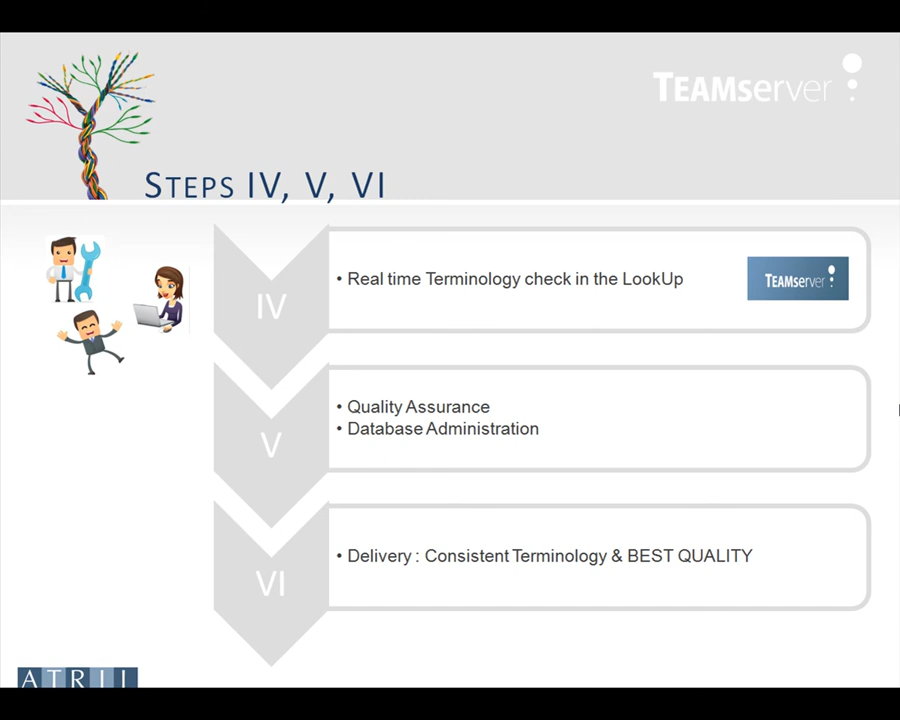 TEAMserver
STEPS IV, V, VI
IV
• Real time Terminology check in the LookUp
TEAMserver
V
• Quality Assurance
• Database Administration
VI
• Delivery : Consistent Terminology & BEST QUALITY
ATRII